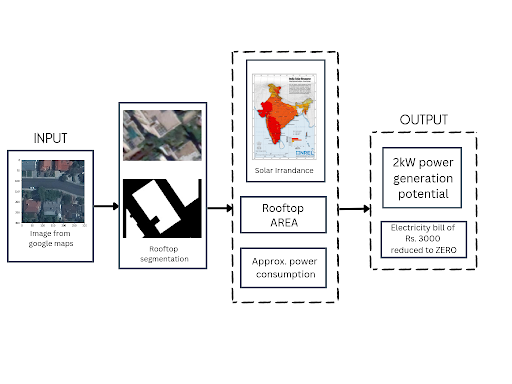 INPUT
Image from
google maps
Rooftop
segmentation
Solar Irrandance
Rooftop
AREA
Approx. power
consumption
OUTPUT
2kW power
generation
potential
Electricity bill of
Rs. 3000
reduced to ZERO